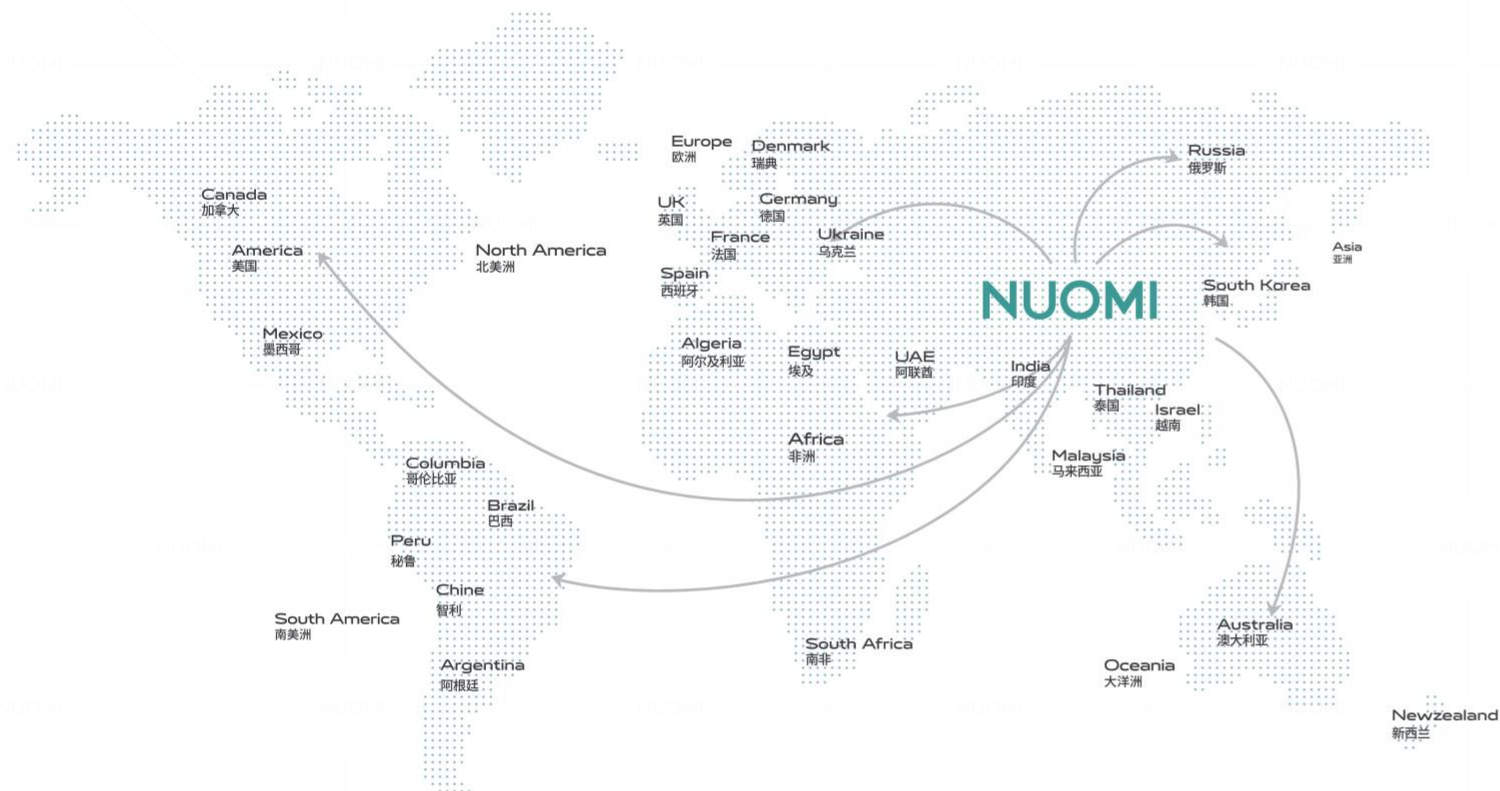 Europe
欧洲
Denmark
瑞典
Russia
俄罗斯
Canada
加拿大
UK
英国
Germany
德国
America
美国
North America
北美洲
France
法国
Ukraine
乌克兰
Asia
亚洲
Spain
西班牙
NUOMI
South Korea
韩国
Mexico
墨西哥
Algeria
阿尔及利亚
Egypt
埃及
UAE
阿联酋
India
印度
Thailand
泰国
Israel
越南
Africa
非洲
Malaysia
马来西亚
Columbia
哥伦比亚
Brazil
巴西
Peru
秘鲁
Chine
智利
South America
南美洲
Argentina
阿根廷
South Africa
南非
Australia
澳大利亚
Oceania
大洋洲
Newzealand
新西兰